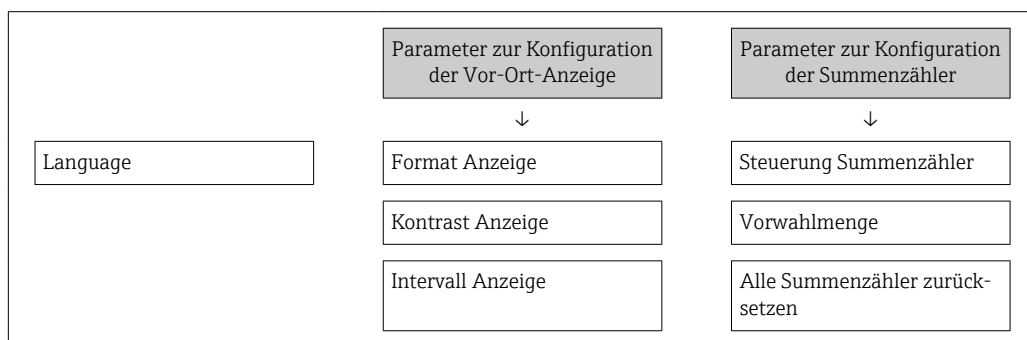 Parameter zur Konfiguration
der Vor-Ort-Anzeige
Parameter zur Konfiguration
der Summenzähler
↓
↓
Language
Format Anzeige
Steuerung Summenzähler
Kontrast Anzeige
Vorwahlmenge
Intervall Anzeige
Alle Summenzähler zurück-
setzen